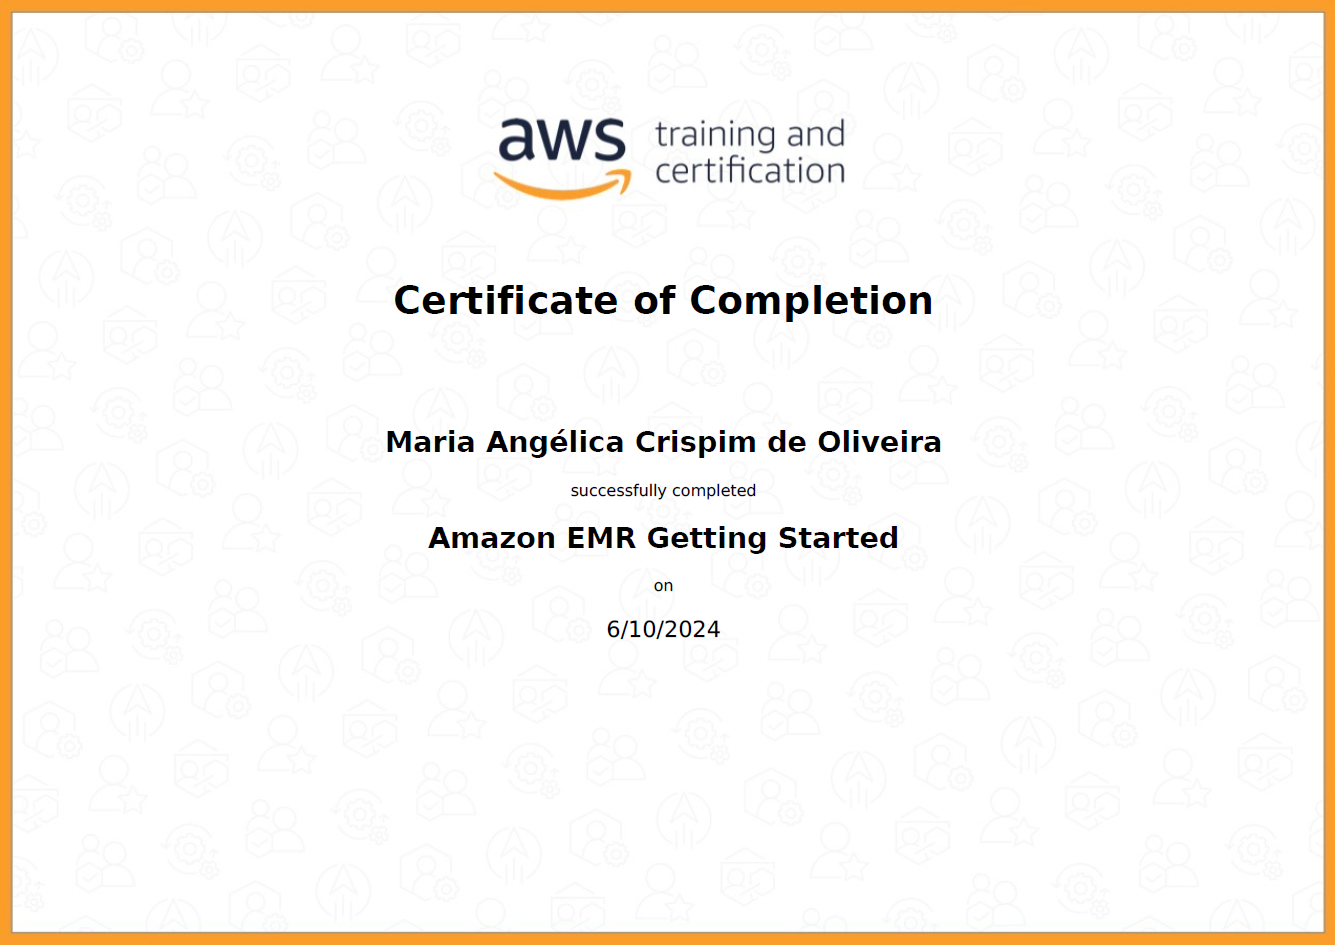 aws training and
certification
Certificate of Completion
Maria Angélica Crispim de Oliveira
successfully completed
Amazon EMR Getting Started
on
6/10/2024